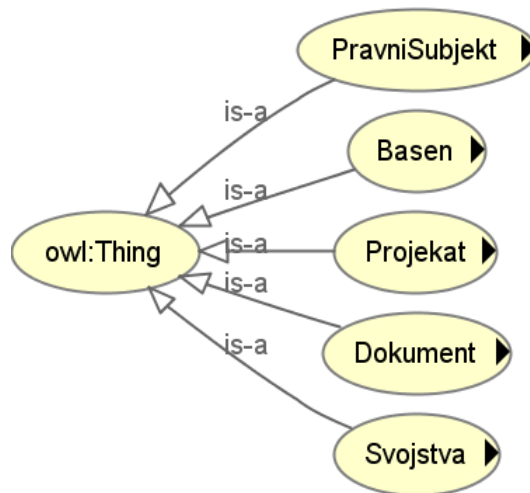 PravniSubjekt
is-a
Basen
is-a
owl:Thing
is-a
Projekat
is-a
Dokument
is-a
Svojstva